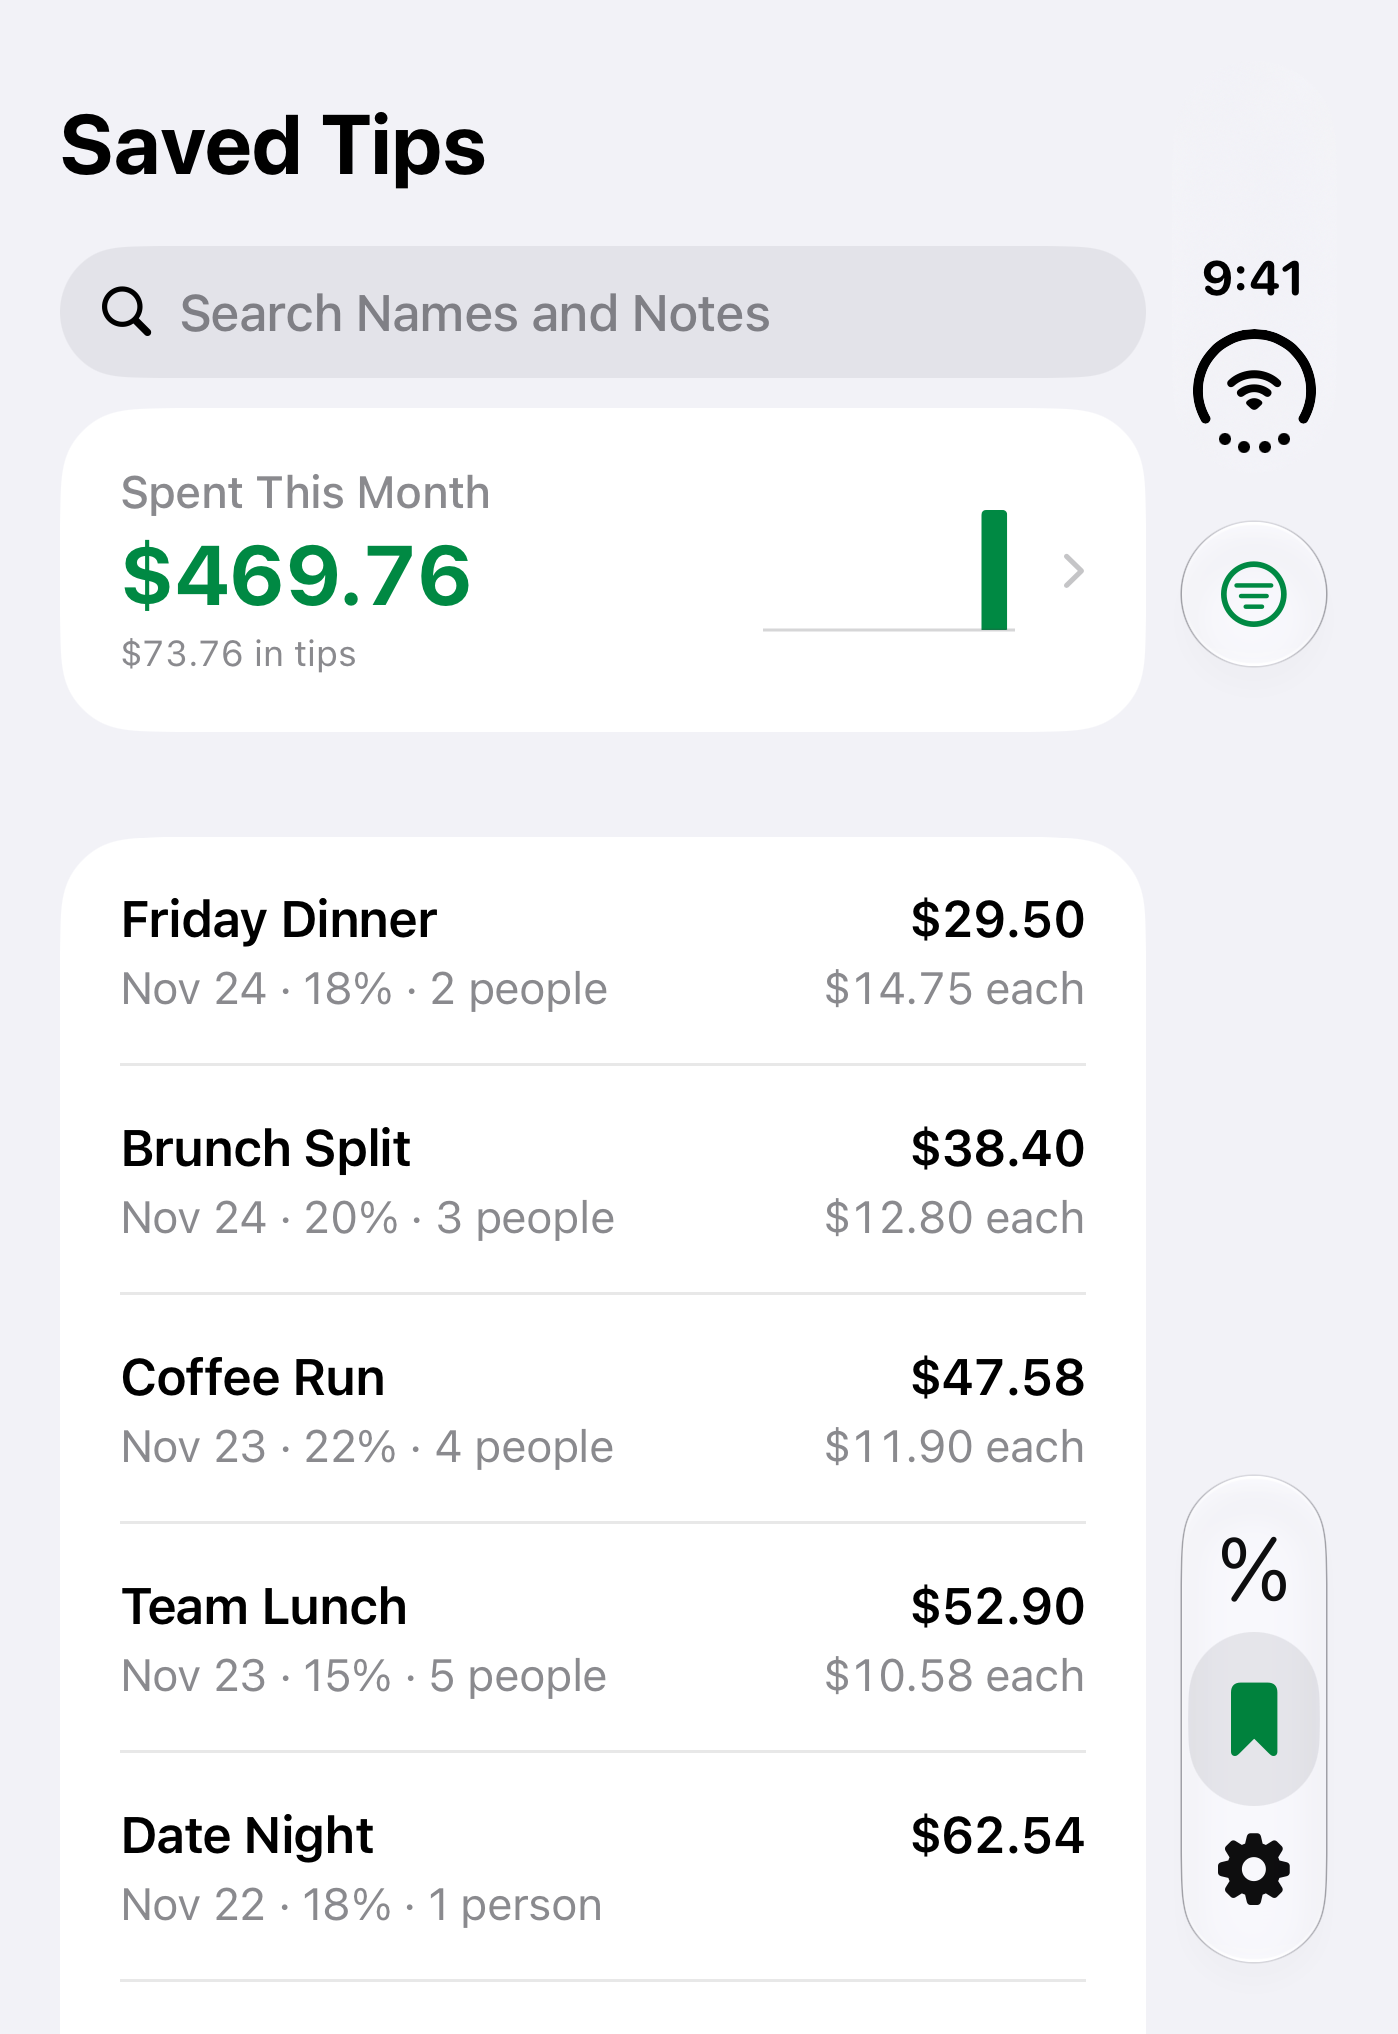 Saved Tips
Search Names and Notes
9:41
Spent This Month
$469.76
$73.76 in tips
Friday Dinner $29.50
Nov 24 · 18% · 2 people $14.75 each
Brunch Split $38.40
Nov 24 · 20% · 3 people $12.80 each
Coffee Run $47.58
Nov 23 · 22% · 4 people $11.90 each
Team Lunch $52.90
Nov 23 · 15% · 5 people $10.58 each
Date Night $62.54
Nov 22 · 18% · 1 person
%